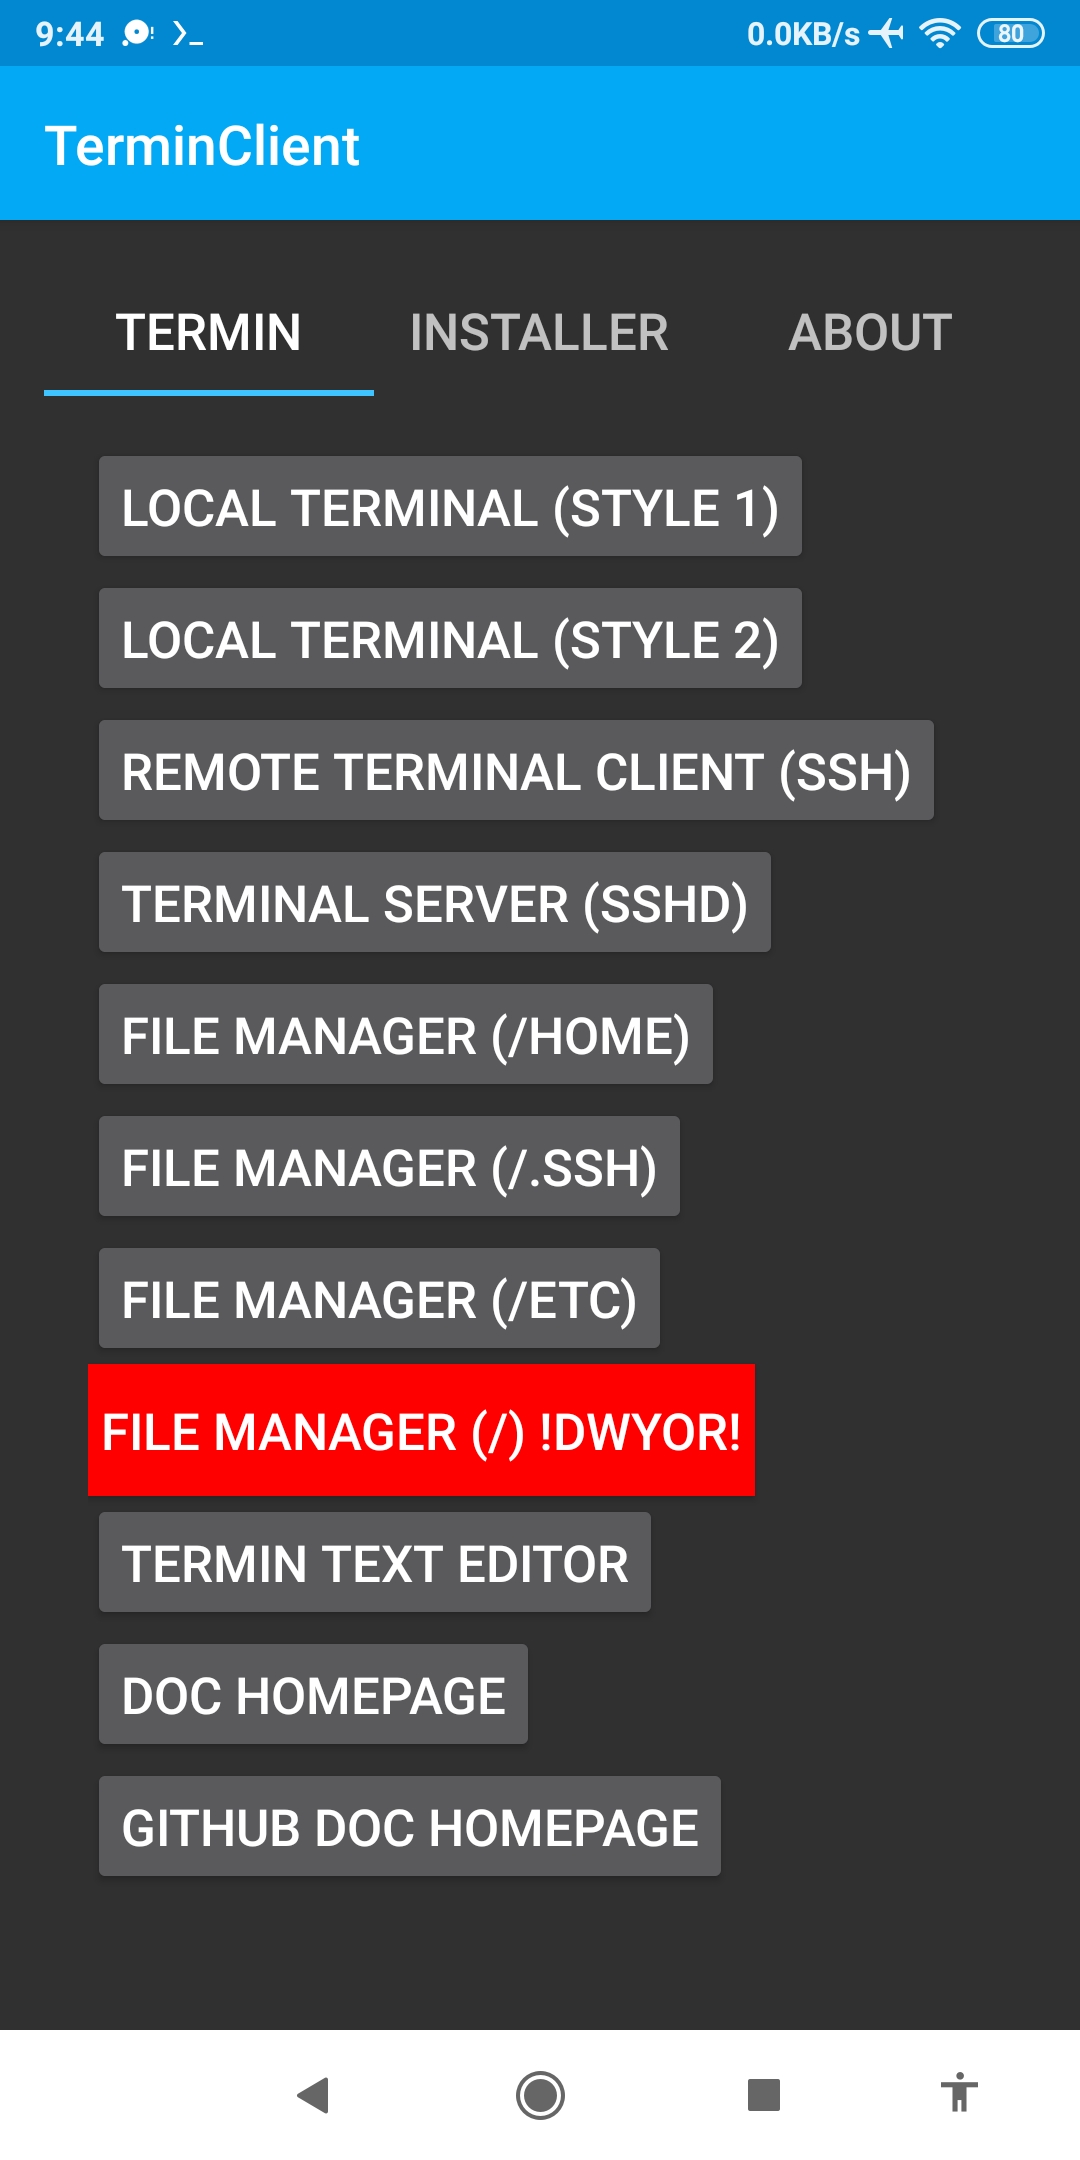 9:44 0.0KB/s 80
TerminClient
TERMIN INSTALLER ABOUT
LOCAL TERMINAL (STYLE 1)
LOCAL TERMINAL (STYLE 2)
REMOTE TERMINAL CLIENT (SSH)
TERMINAL SERVER (SSHD)
FILE MANAGER (/HOME)
FILE MANAGER (/.SSH)
FILE MANAGER (/ETC)
FILE MANAGER (/) !DWYOR!
TERMIN TEXT EDITOR
DOC HOMEPAGE
GITHUB DOC HOMEPAGE